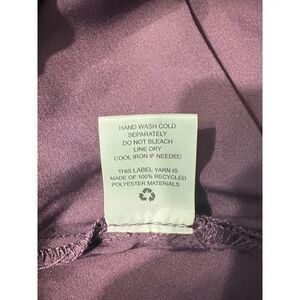 HAND WASH COLD
SEPARATELY
DO NOT BLEACH
LINE DRY
COOL IRON IF NEEDED
THIS LABEL YARN IS
MADE OF 100% RECYCLED
POLYESTER MATERIALS